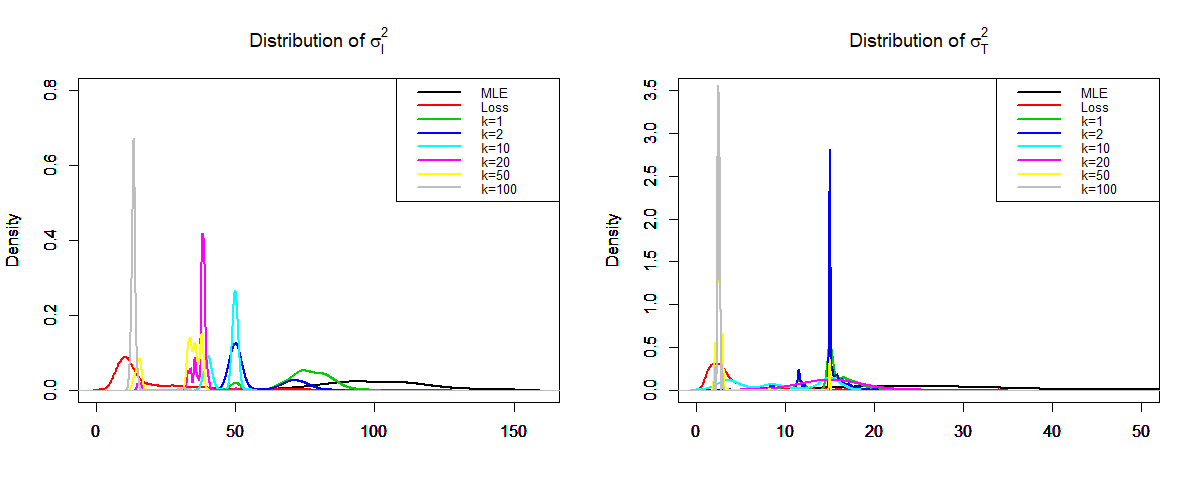 Distribution of σ_I^2
Density
0.0 0.2 0.4 0.6 0.8
0 50 100 150
MLE
Loss
k=1
k=2
k=10
k=20
k=50
k=100
Distribution of σ_T^2
Density
0.0 0.5 1.0 1.5 2.0 2.5 3.0 3.5
0 10 20 30 40 50
MLE
Loss
k=1
k=2
k=10
k=20
k=50
k=100